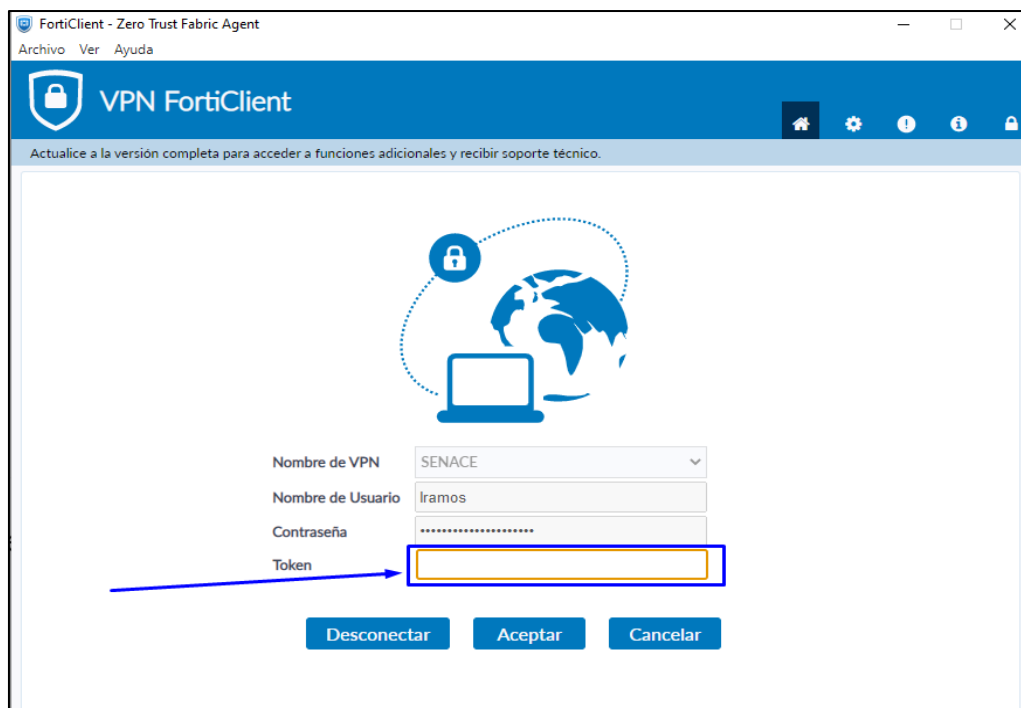 FortiClient - Zero Trust Fabric Agent
Archivo Ver Ayuda
VPN FortiClient
Actualice a la versión completa para acceder a funciones adicionales y recibir soporte técnico.
Nombre de VPN SENACE
Nombre de Usuario lramos
Contraseña •••••••••••••••••••••
Token
Desconectar Aceptar Cancelar